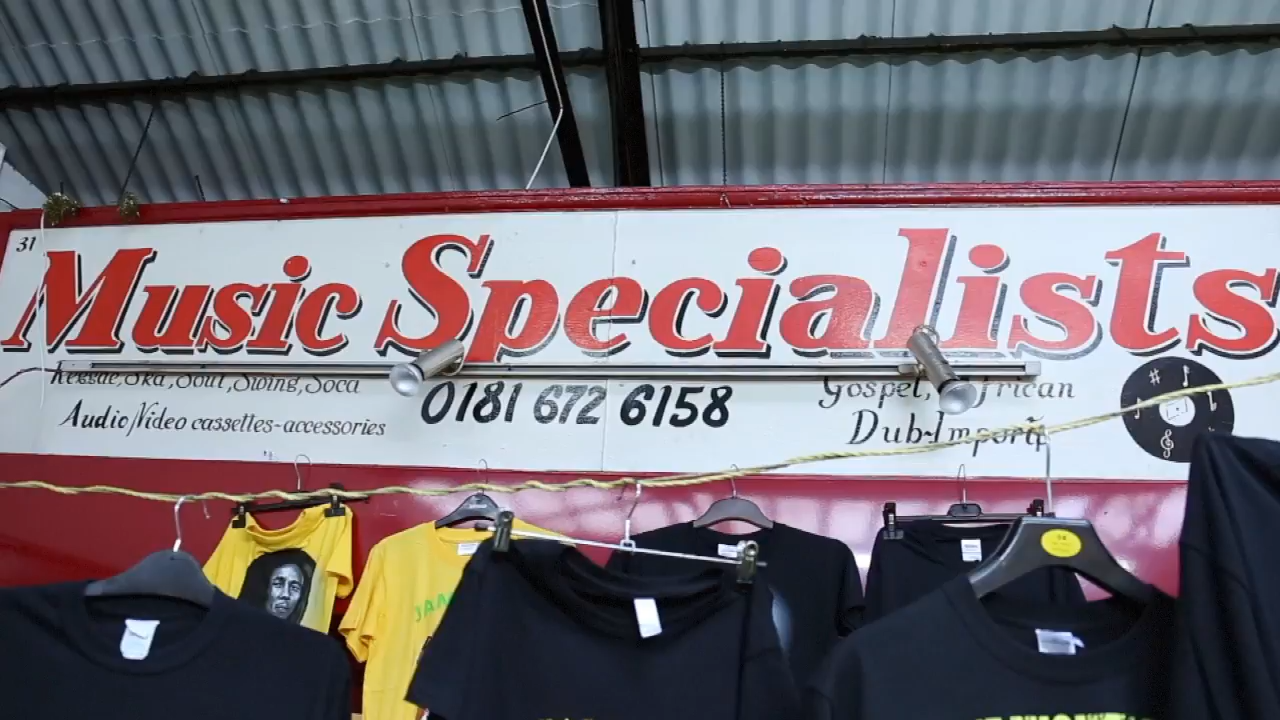 31
Music Specialists
Reggae, Ska, Soul, Swing, Soca
Audio/Video cassettes-accessories
0181 672 6158
Gospel, African
Dub-Import
JAM